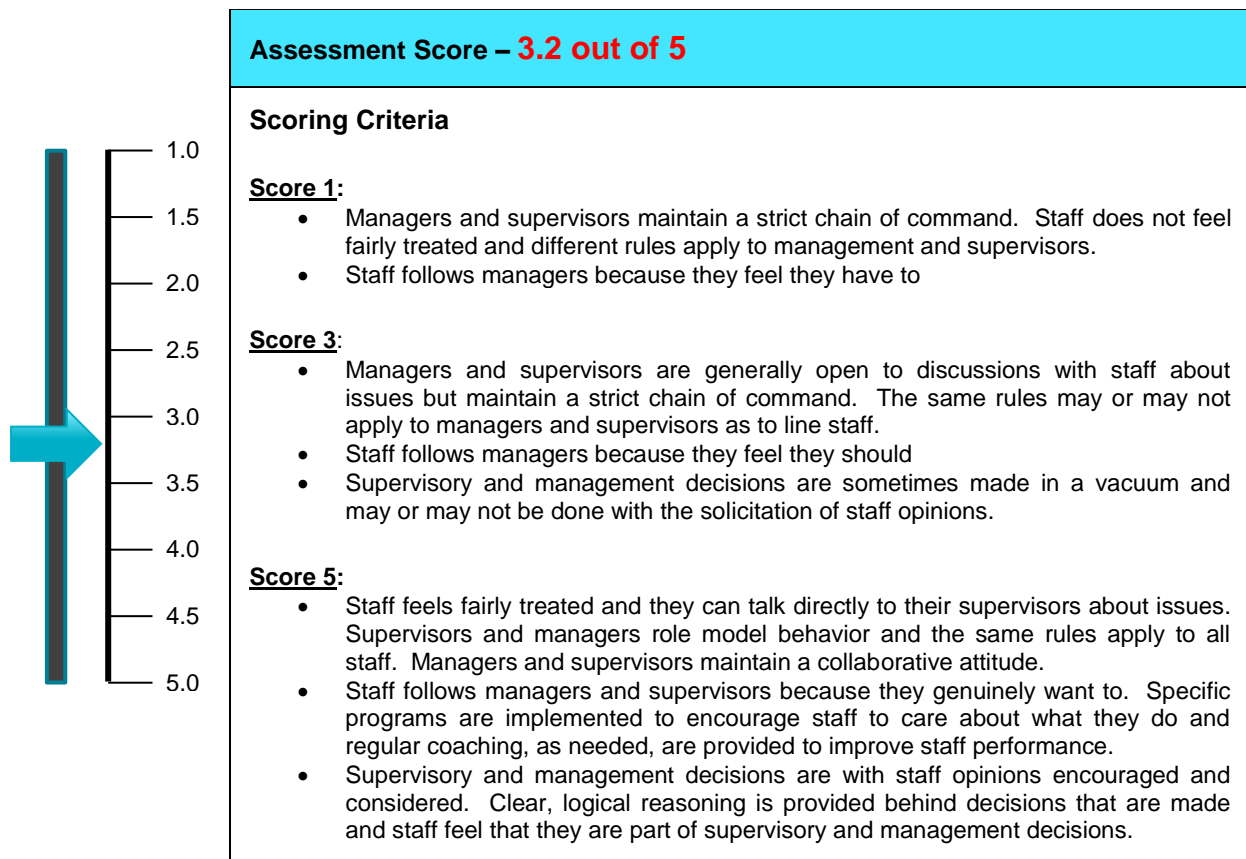 Assessment Score – 3.2 out of 5
Scoring Criteria
1.0
1.5
2.0
2.5
3.0
3.5
4.0
4.5
5.0
Score 1:
• Managers and supervisors maintain a strict chain of command. Staff does not feel
fairly treated and different rules apply to management and supervisors.
• Staff follows managers because they feel they have to
Score 3:
• Managers and supervisors are generally open to discussions with staff about
issues but maintain a strict chain of command. The same rules may or may not
apply to managers and supervisors as to line staff.
• Staff follows managers because they feel they should
• Supervisory and management decisions are sometimes made in a vacuum and
may or may not be done with the solicitation of staff opinions.
Score 5:
• Staff feels fairly treated and they can talk directly to their supervisors about issues.
Supervisors and managers role model behavior and the same rules apply to all
staff. Managers and supervisors maintain a collaborative attitude.
• Staff follows managers and supervisors because they genuinely want to. Specific
programs are implemented to encourage staff to care about what they do and
regular coaching, as needed, are provided to improve staff performance.
• Supervisory and management decisions are with staff opinions encouraged and
considered. Clear, logical reasoning is provided behind decisions that are made
and staff feel that they are part of supervisory and management decisions.